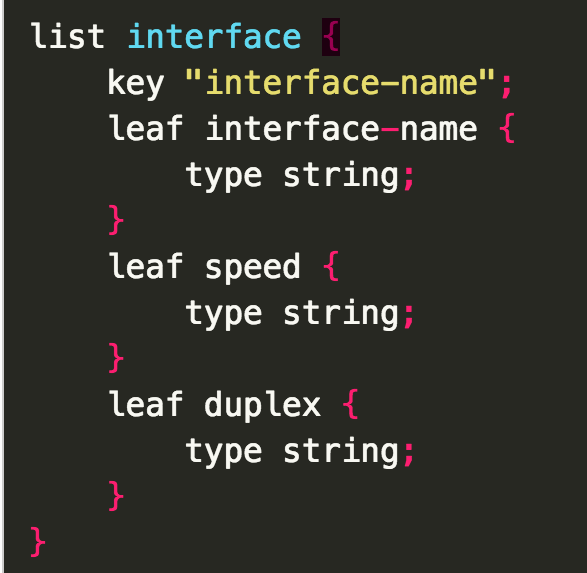 list interface {
key "interface-name";
leaf interface-name {
type string;
}
leaf speed {
type string;
}
leaf duplex {
type string;
}
}